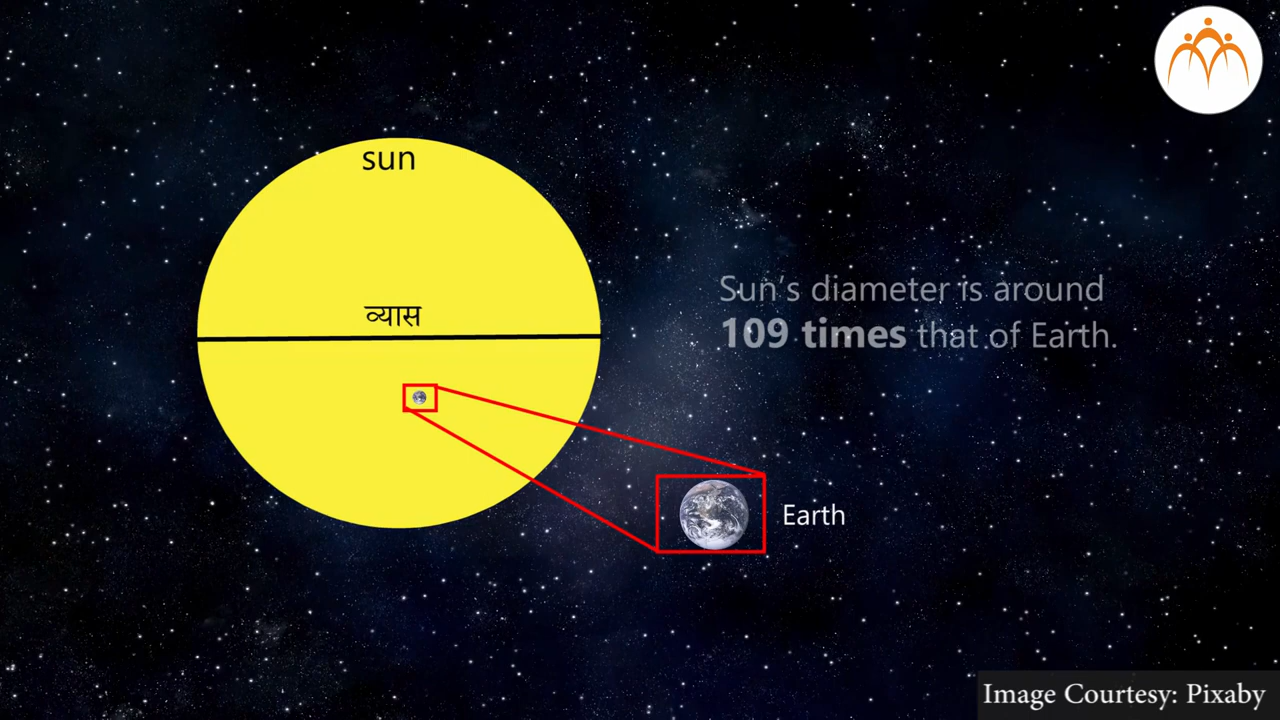 sun
व्यास
Sun's diameter is around
109 times that of Earth.
Earth
Image Courtesy: Pixaby